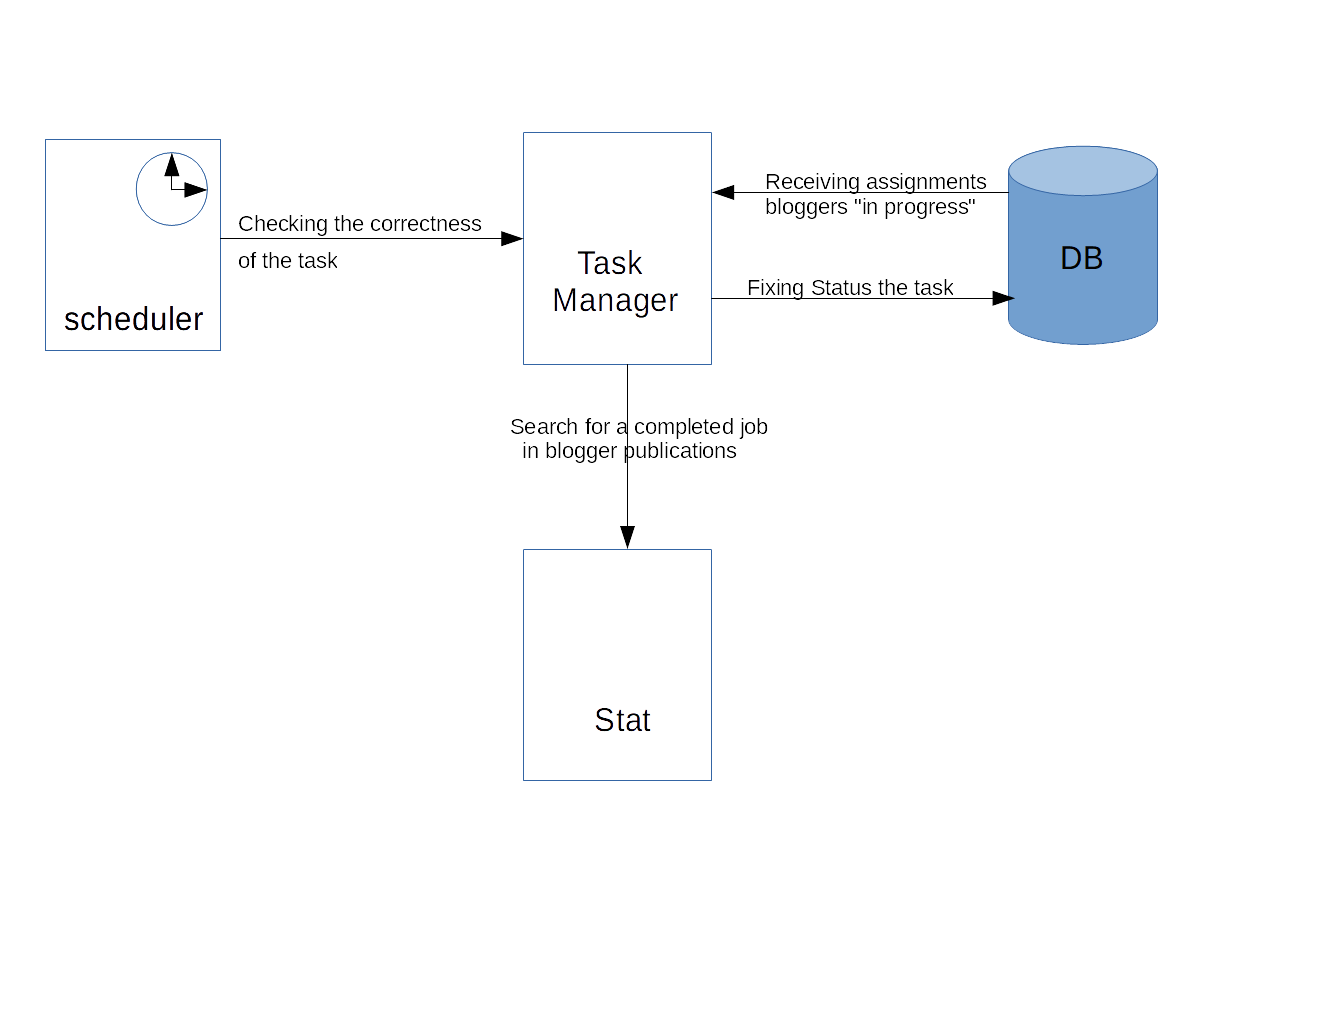 Checking the correctness
of the task
scheduler
Task
Manager
Receiving assignments
bloggers "in progress"
Fixing Status the task
DB
Search for a completed job
in blogger publications
Stat